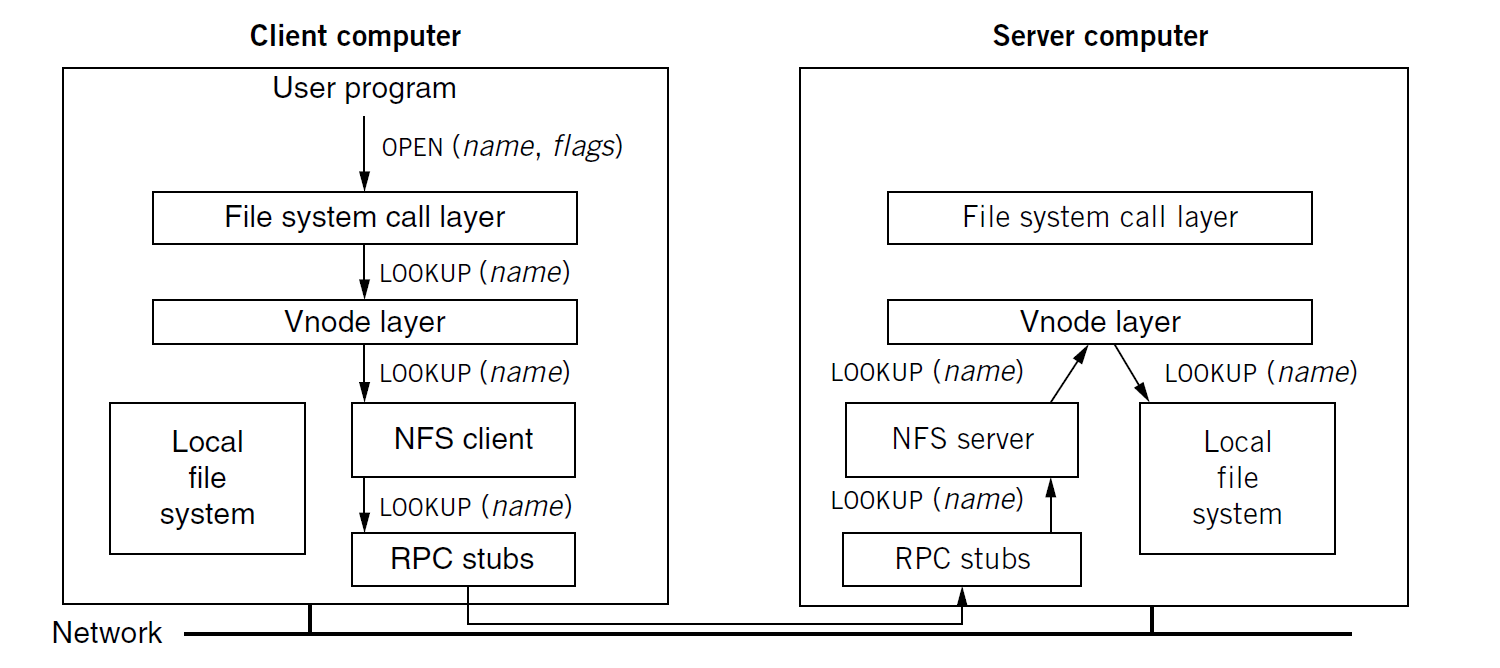 Client computer
User program
OPEN (name, flags)
File system call layer
LOOKUP (name)
Vnode layer
LOOKUP (name)
Local
file
system
NFS client
LOOKUP (name)
RPC stubs
Server computer
File system call layer
Vnode layer
LOOKUP (name)
LOOKUP (name)
NFS server
LOOKUP (name)
RPC stubs
Local
file
system
Network